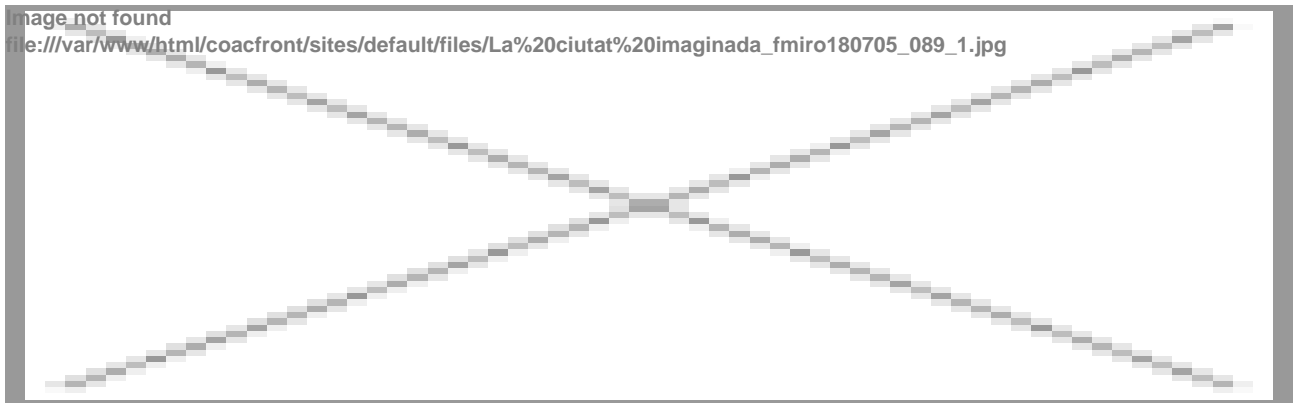 Image not found
file:///var/www/html/coacfront/sites/default/files/La%20ciutat%20imaginada_fmiro180705_089_1.jpg